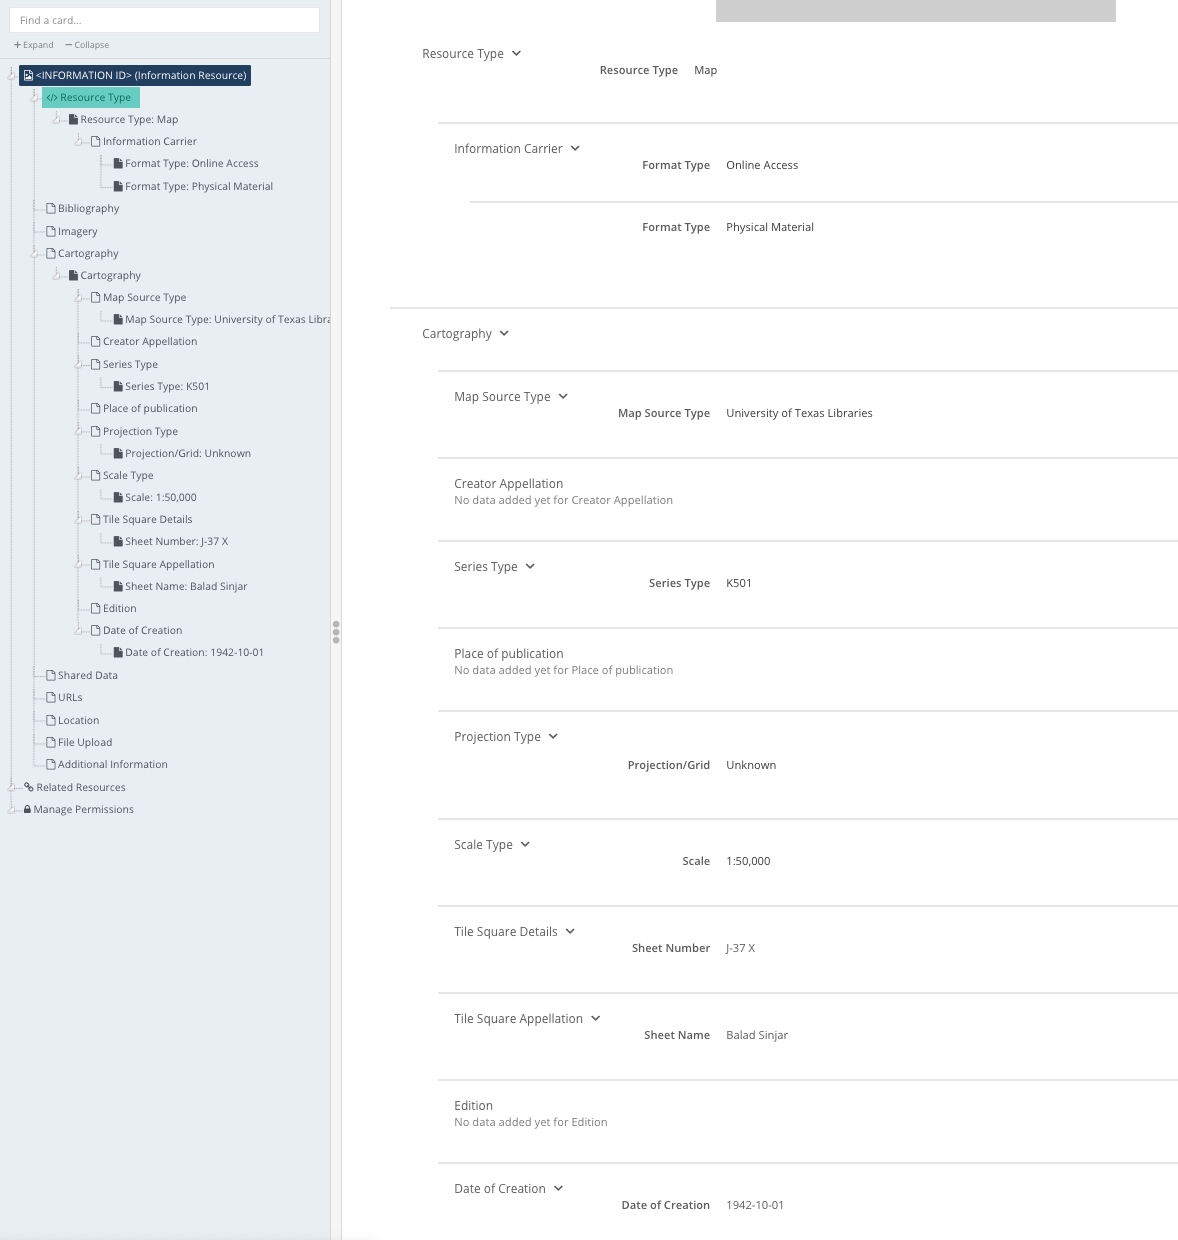 Find a card...
Expand Collapse
<INFORMATION ID> (Information Resource)
</> Resource Type
Resource Type: Map
Information Carrier
Format Type: Online Access
Format Type: Physical Material
Bibliography
Imagery
Cartography
Cartography
Map Source Type
Map Source Type: University of Texas Libra
Creator Appellation
Series Type
Series Type: K501
Place of publication
Projection Type
Projection/Grid: Unknown
Scale Type
Scale: 1:50,000
Tile Square Details
Sheet Number: J-37 X
Tile Square Appellation
Sheet Name: Balad Sinjar
Edition
Date of Creation
Date of Creation: 1942-10-01
Shared Data
URLs
Location
File Upload
Additional Information
Related Resources
Manage Permissions
Resource Type
Resource Type Map
Information Carrier
Format Type Online Access
Format Type Physical Material
Cartography
Map Source Type
Map Source Type University of Texas Libraries
Creator Appellation
No data added yet for Creator Appellation
Series Type
Series Type K501
Place of publication
No data added yet for Place of publication
Projection Type
Projection/Grid Unknown
Scale Type
Scale 1:50,000
Tile Square Details
Sheet Number J-37 X
Tile Square Appellation
Sheet Name Balad Sinjar
Edition
No data added yet for Edition
Date of Creation
Date of Creation 1942-10-01